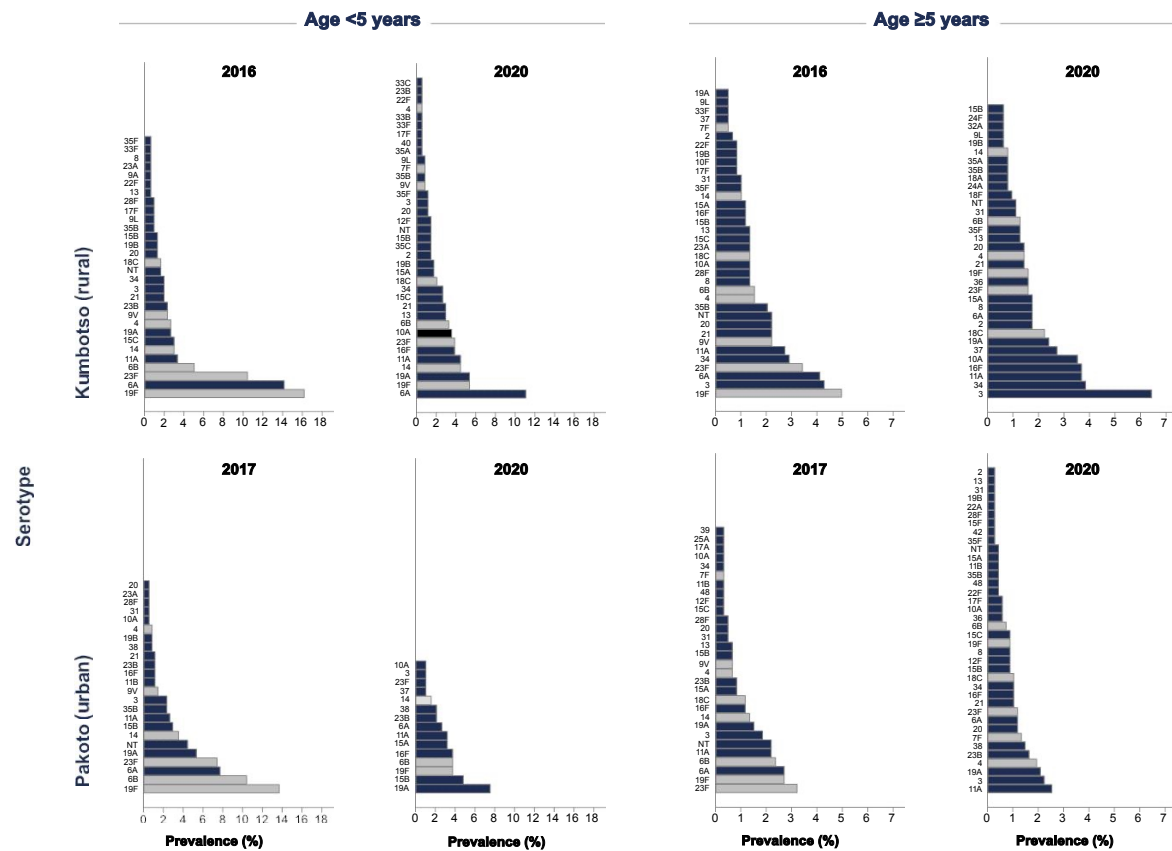 Age <5 years
Age ≥5 years
Serotype
Kumbotso (rural)
2016
35F
33F
8
23A
9A
22F
13
28F
17F
9L
35B
15B
19B
20
18C
NT
34
3
21
23B
9V
4
19A
15C
14
11A
6B
23F
6A
19F
0 2 4 6 8 10 12 14 16 18
2020
33C
23B
22F
4
33B
33F
17F
40
35A
9L
7F
35B
9V
35F
3
20
12F
NT
15B
35C
2
19B
15A
18C
34
15C
21
13
6B
10A
23F
16F
11A
14
19A
19F
6A
0 2 4 6 8 10 12 14 16 18
2016
19A
9L
33F
37
7F
2
22F
19B
10F
17F
31
35F
14
15A
16F
15B
13
15C
23A
18C
10A
28F
8
6B
4
35B
NT
20
21
9V
11A
34
23F
6A
3
19F
0 1 2 3 4 5 6 7
2020
15B
24F
32A
9L
19B
14
35A
35B
18A
24A
18F
NT
31
6B
35F
13
20
4
21
19F
36
23F
15A
8
6A
2
18C
19A
37
10A
16F
11A
34
3
0 1 2 3 4 5 6 7
Pakoto (urban)
2017
20
23A
28F
31
10A
4
19B
38
21
23B
16F
11B
9V
3
35B
11A
15B
14
NT
19A
23F
6A
6B
19F
0 2 4 6 8 10 12 14 16 18
Prevalence (%)
2020
10A
3
23F
37
14
38
23B
6A
11A
15A
16F
6B
19F
15B
19A
0 2 4 6 8 10 12 14 16 18
Prevalence (%)
2017
39
25A
17A
10A
34
7F
11B
48
12F
15C
28F
20
31
13
15B
9V
4
23B
15A
18C
16F
14
19A
3
NT
11A
6B
6A
19F
23F
0 1 2 3 4 5 6 7
Prevalence (%)
2020
2
13
31
19B
22A
28F
15F
42
35F
NT
15A
11B
35B
48
22F
17F
10A
36
6B
15C
19F
8
12F
15B
18C
34
16F
21
23F
6A
20
7F
38
23B
4
19A
3
11A
0 1 2 3 4 5 6 7
Prevalence (%)